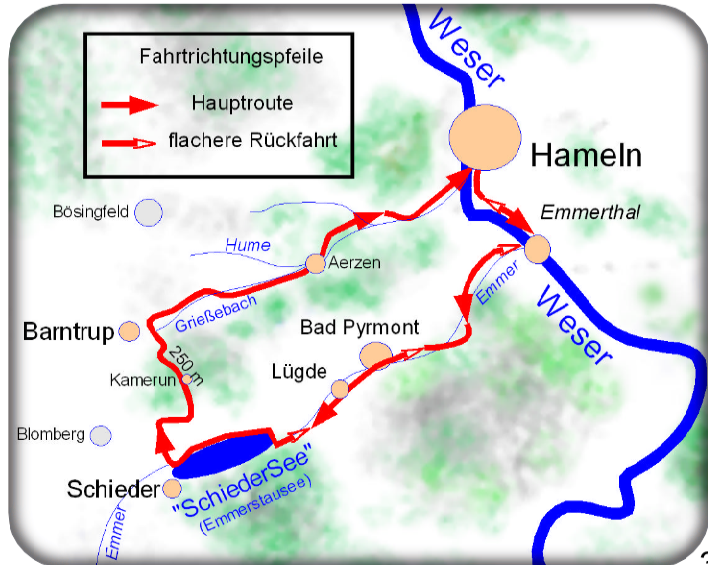 Weser
Fahrtrichtungspfeile
Hauptroute
flachere Rückfahrt
Hameln
Bösingfeld
Emmerthal
Hume
Aerzen
Emmer
Grießebach
Weser
Barntrup
Bad Pyrmont
250 m
Kamerun
Lügde
Blomberg
"SchiederSee"
(Emmerstausee)
Schieder
Emmer